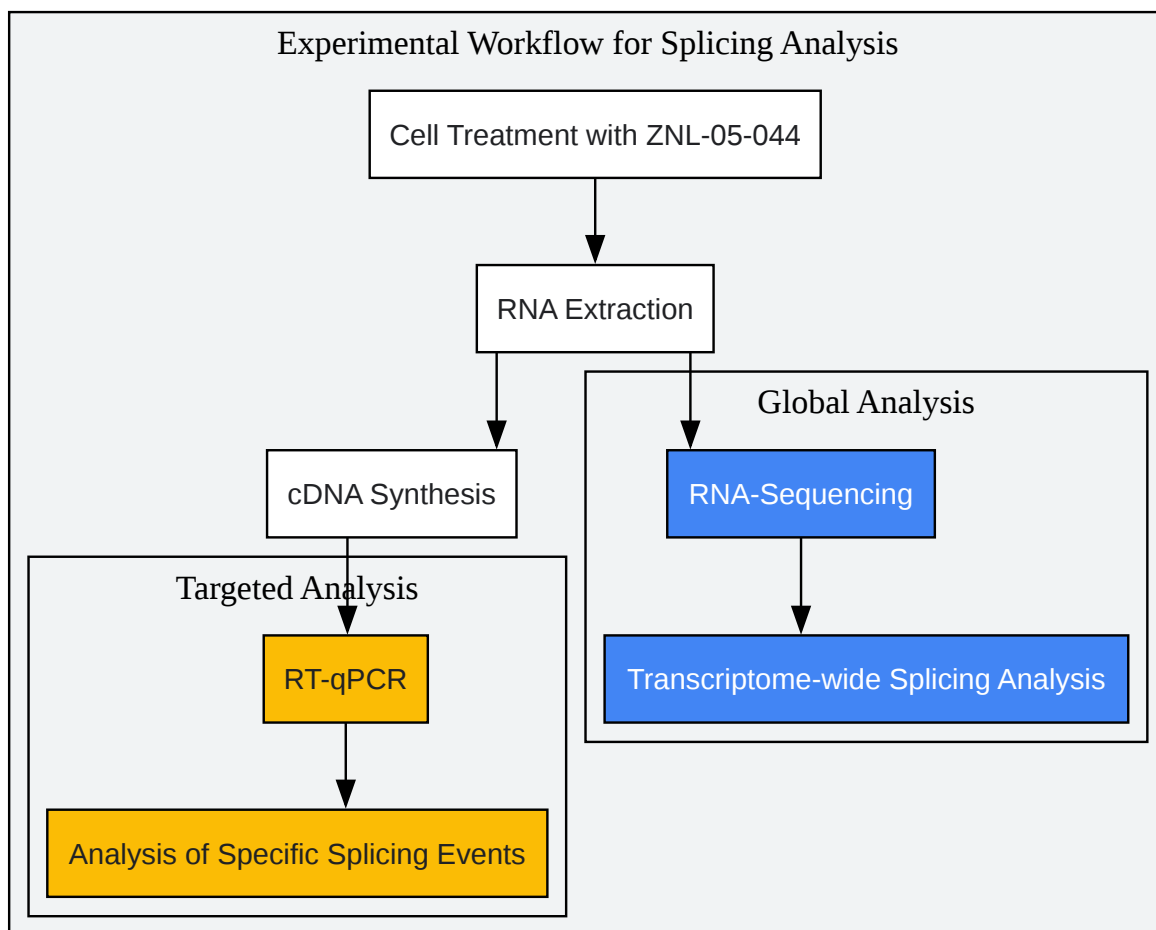 Experimental Workflow for Splicing Analysis
Cell Treatment with ZNL-05-044
RNA Extraction
Global Analysis
cDNA Synthesis
RNA-Sequencing
Targeted Analysis
RT-qPCR
Transcriptome-wide Splicing Analysis
Analysis of Specific Splicing Events